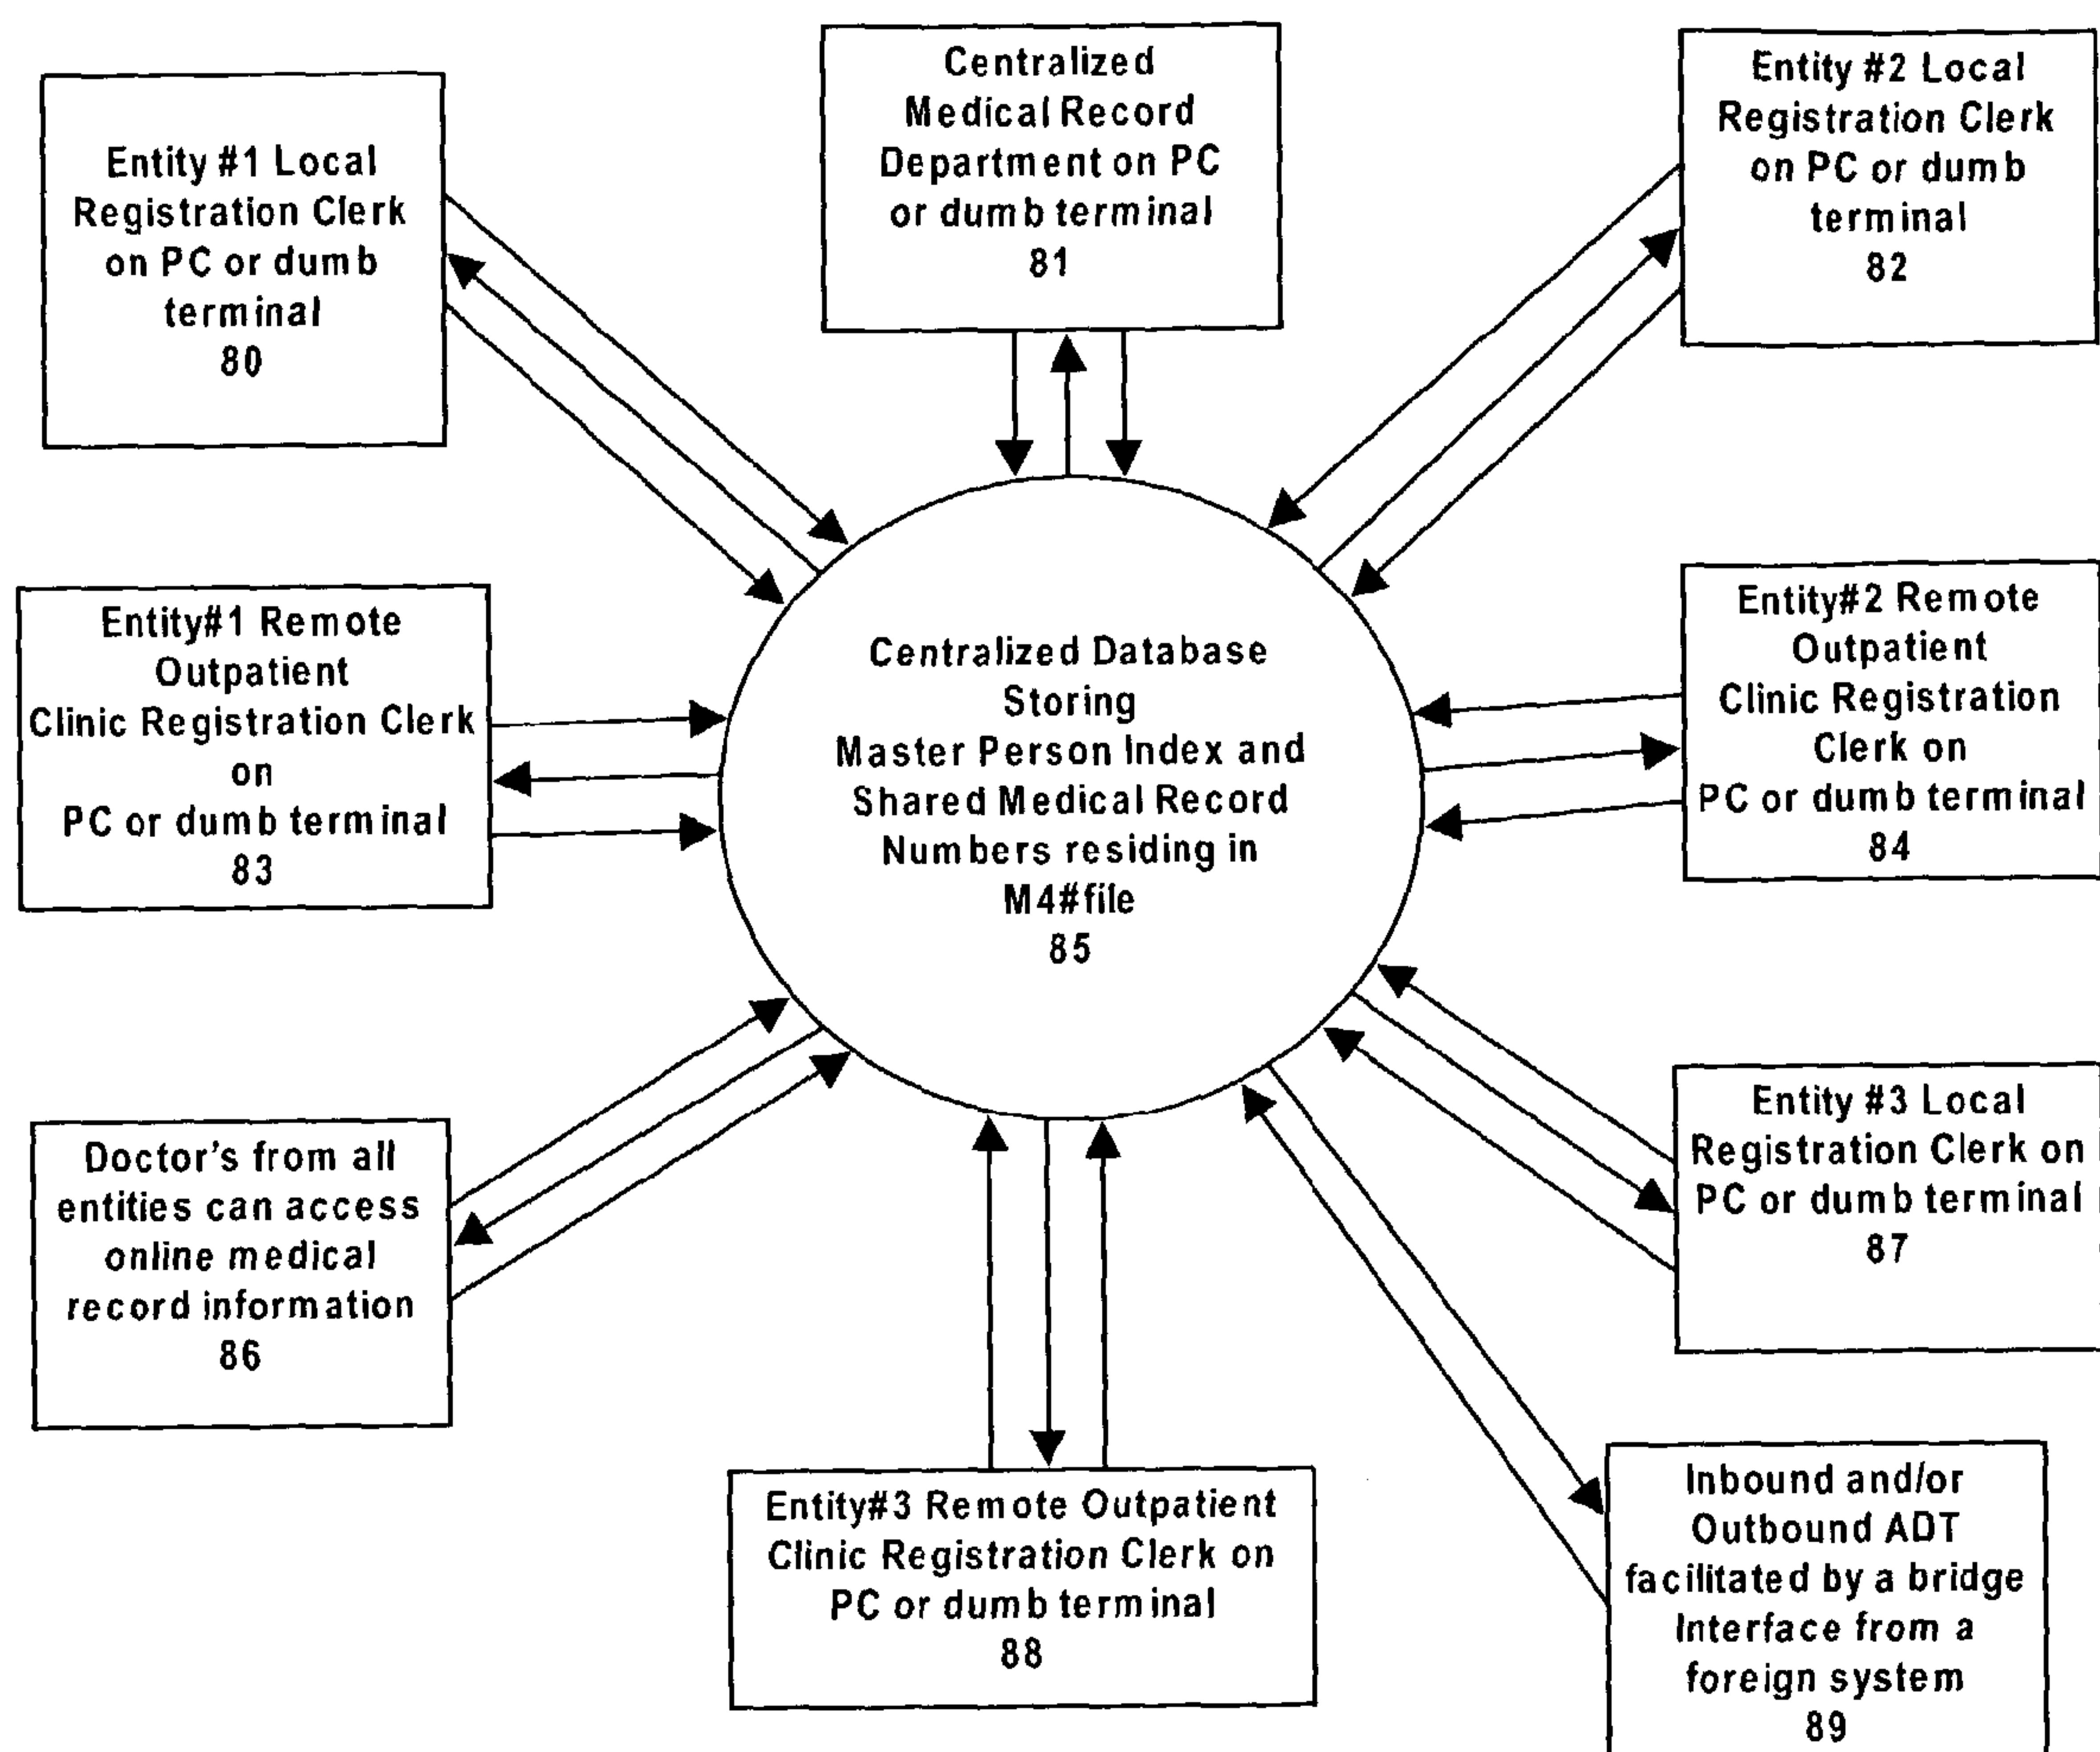 Entity #1 Local
Registration Clerk
on PC or dumb
terminal
80
Centralized
Medical Record
Department on PC
or dumb terminal
81
Entity #2 Local
Registration Clerk
on PC or dumb
terminal
82
Entity#1 Remote
Outpatient
Clinic Registration Clerk
on
PC or dumb terminal
83
Centralized Database
Storing
Master Person Index and
Shared Medical Record
Numbers residing in
M4#file
85
Entity#2 Remote
Outpatient
Clinic Registration
Clerk on
PC or dumb terminal
84
Doctor's from all
entities can access
online medical
record information
86
Entity #3 Local
Registration Clerk on
PC or dumb terminal
87
Entity#3 Remote Outpatient
Clinic Registration Clerk on
PC or dumb terminal
88
Inbound and/or
Outbound ADT
facilitated by a bridge
Interface from a
foreign system
89